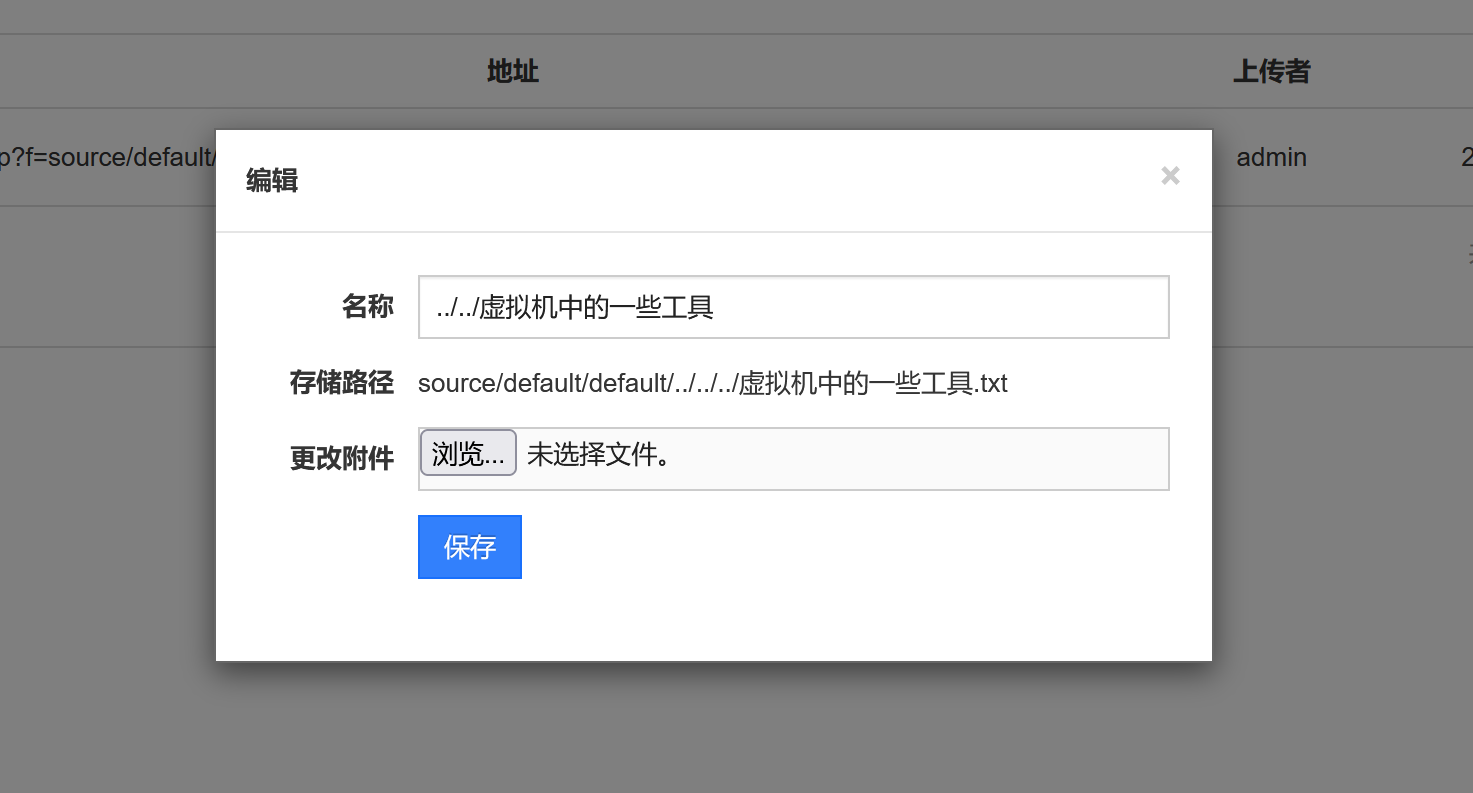 地址 上传者
p?f=source/default/ admin 2
编辑 ×
名称 ../../虚拟机中的一些工具
存储路径 source/default/default/../../../虚拟机中的一些工具.txt
更改附件 浏览... 未选择文件。
保存